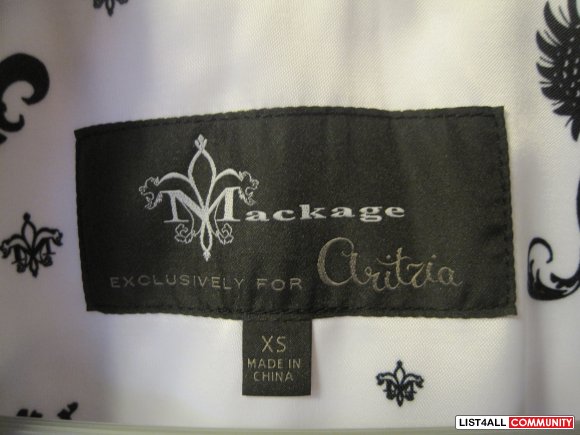 Mackage
EXCLUSIVELY FOR aritzia
XS
MADE IN
CHINA
LIST4ALL COMMUNITY